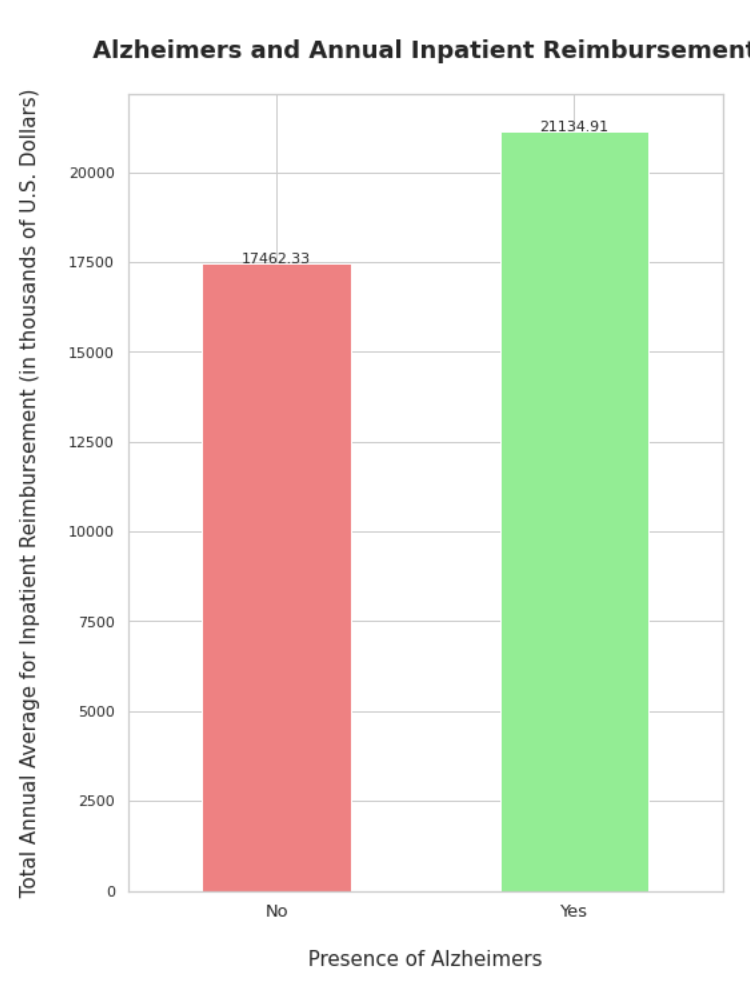 Alzheimers and Annual Inpatient Reimbursement
Total Annual Average for Inpatient Reimbursement (in thousands of U.S. Dollars)
21134.91
20000
17462.33
17500
15000
12500
10000
7500
5000
2500
0
No
Yes
Presence of Alzheimers